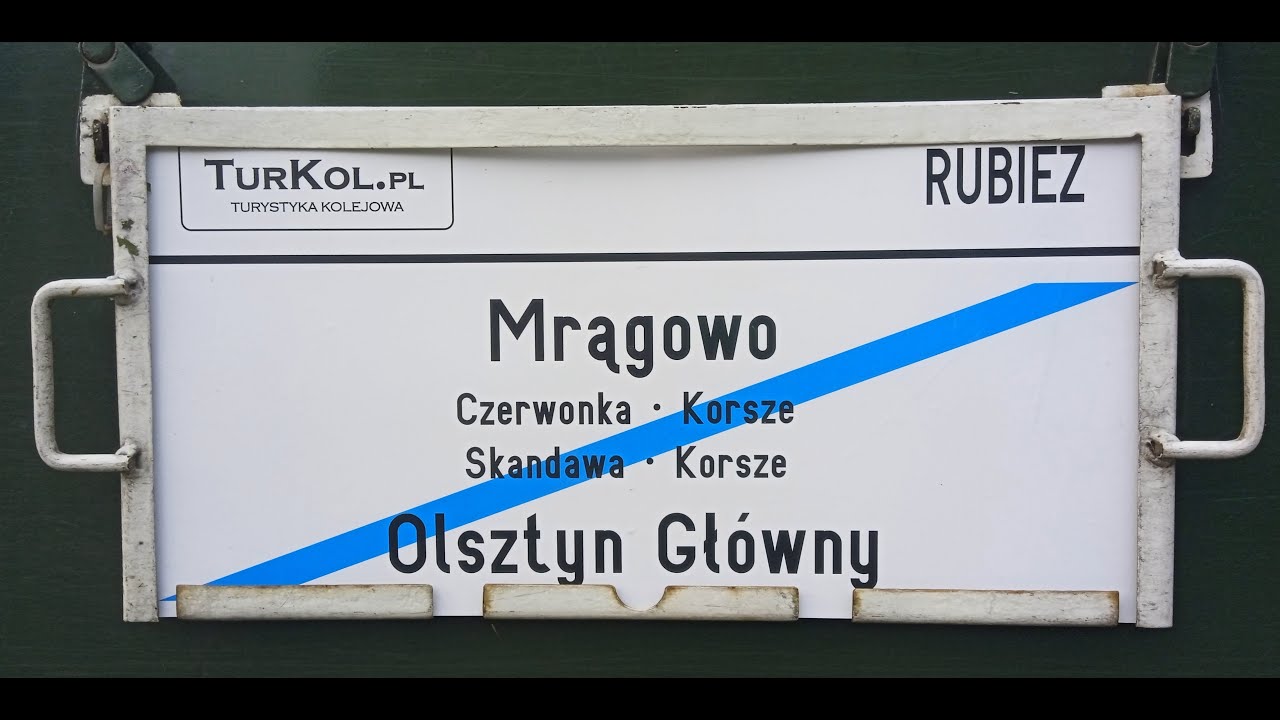 TURKOL.PL
TURYSTYKA KOLEJOWA
RUBIEZ
Mrągowo
Czerwonka · Korsze
Skandawa · Korsze
Olsztyn Główny